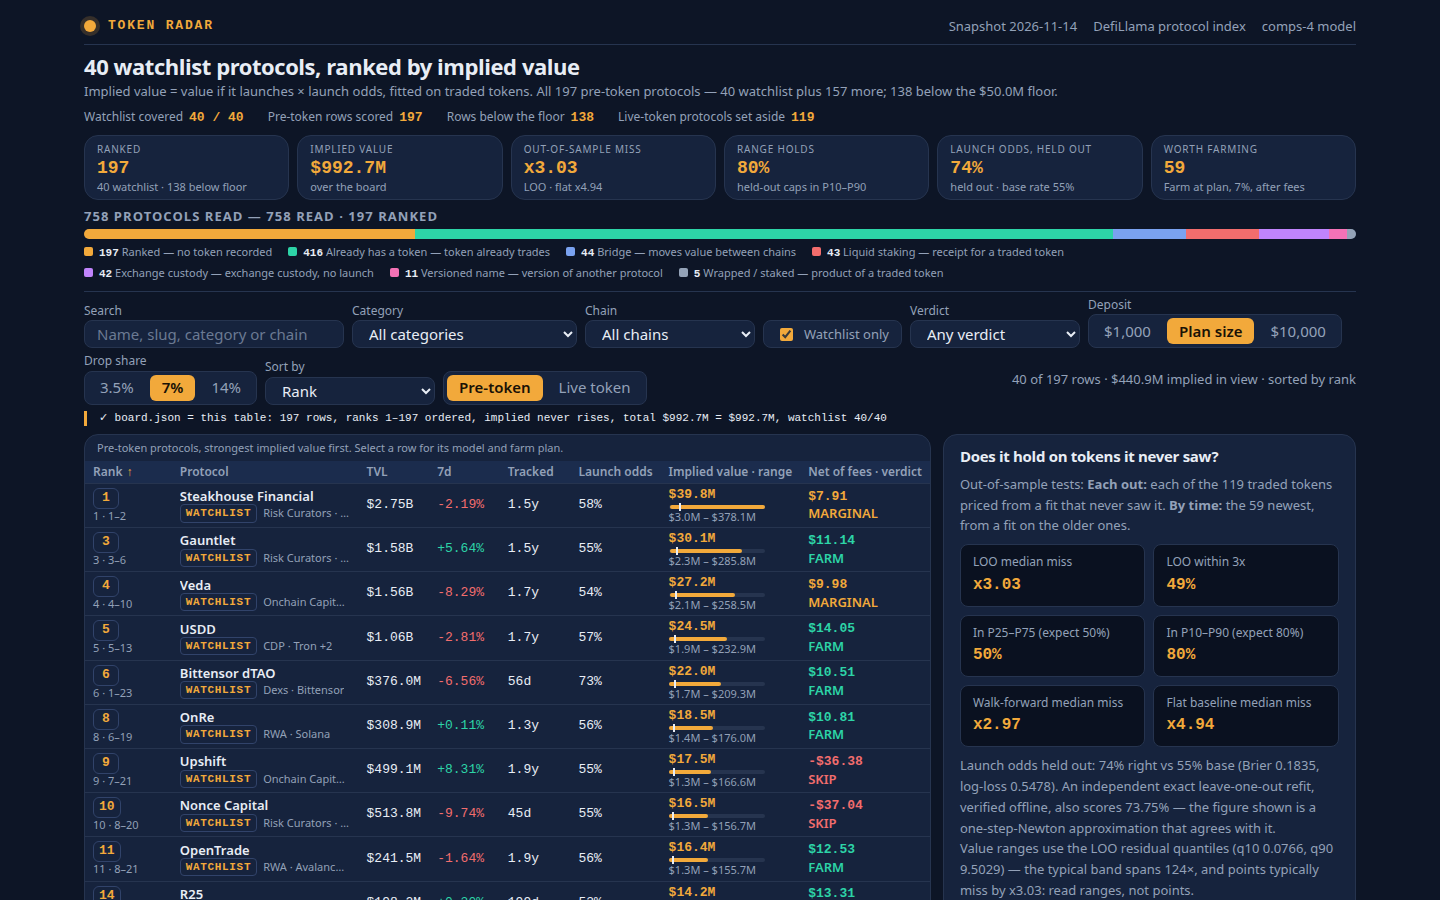 TOKEN RADAR
Snapshot 2026-11-14 DefiLlama protocol index comps-4 model
40 watchlist protocols, ranked by implied value
Implied value = value if it launches × launch odds, fitted on traded tokens. All 197 pre-token protocols — 40 watchlist plus 157 more; 138 below the $50.0M floor.
Watchlist covered 40 / 40 Pre-token rows scored 197 Rows below the floor 138 Live-token protocols set aside 119
RANKED
197
40 watchlist · 138 below floor
IMPLIED VALUE
$992.7M
over the board
OUT-OF-SAMPLE MISS
x3.03
LOO · flat x4.94
RANGE HOLDS
80%
held-out caps in P10–P90
LAUNCH ODDS, HELD OUT
74%
held out · base rate 55%
WORTH FARMING
59
Farm at plan, 7%, after fees
758 PROTOCOLS READ — 758 READ · 197 RANKED
197 Ranked — no token recorded 416 Already has a token — token already trades 44 Bridge — moves value between chains 43 Liquid staking — receipt for a traded token
42 Exchange custody — exchange custody, no launch 11 Versioned name — version of another protocol 5 Wrapped / staked — product of a traded token
Search
Name, slug, category or chain
Category
All categories
Chain
All chains
Watchlist only
Verdict
Any verdict
Deposit
$1,000 Plan size $10,000
Drop share
3.5% 7% 14%
Sort by
Rank
Pre-token Live token
40 of 197 rows · $440.9M implied in view · sorted by rank
✓ board.json = this table: 197 rows, ranks 1–197 ordered, implied never rises, total $992.7M = $992.7M, watchlist 40/40
Pre-token protocols, strongest implied value first. Select a row for its model and farm plan.
Rank ↑ Protocol TVL 7d Tracked Launch odds Implied value · range Net of fees · verdict
1 Steakhouse Financial $2.75B -2.19% 1.5y 58% $39.8M $7.91
1 · 1–2 WATCHLIST Risk Curators · ... $3.0M – $378.1M MARGINAL
3 Gauntlet $1.58B +5.64% 1.5y 55% $30.1M $11.14
3 · 3–6 WATCHLIST Risk Curators · ... $2.3M – $285.8M FARM
4 Veda $1.56B -8.29% 1.7y 54% $27.2M $9.98
4 · 4–10 WATCHLIST Onchain Capit... $2.1M – $258.5M MARGINAL
5 USDD $1.06B -2.81% 1.7y 57% $24.5M $14.05
5 · 5–13 WATCHLIST CDP · Tron +2 $1.9M – $232.9M FARM
6 Bittensor dTAO $376.0M -6.56% 56d 73% $22.0M $10.51
6 · 1–23 WATCHLIST Dexs · Bittensor $1.7M – $209.3M FARM
8 OnRe $308.9M +0.11% 1.3y 56% $18.5M $10.81
8 · 6–19 WATCHLIST RWA · Solana $1.4M – $176.0M FARM
9 Upshift $499.1M +8.31% 1.9y 55% $17.5M -$36.38
9 · 7–21 WATCHLIST Onchain Capit... $1.3M – $166.6M SKIP
10 Nonce Capital $513.8M -9.74% 45d 55% $16.5M -$37.04
10 · 8–20 WATCHLIST Risk Curators · ... $1.3M – $156.7M SKIP
11 OpenTrade $241.5M -1.64% 1.9y 56% $16.4M $12.53
11 · 8–21 WATCHLIST RWA · Avalanc... $1.3M – $155.7M FARM
14 R25 $14.2M $13.31
Does it hold on tokens it never saw?
Out-of-sample tests: Each out: each of the 119 traded tokens
priced from a fit that never saw it. By time: the 59 newest,
from a fit on the older ones.
LOO median miss
x3.03
LOO within 3x
49%
In P25–P75 (expect 50%)
50%
In P10–P90 (expect 80%)
80%
Walk-forward median miss
x2.97
Flat baseline median miss
x4.94
Launch odds held out: 74% right vs 55% base (Brier 0.1835,
log-loss 0.5478). An independent exact leave-one-out refit,
verified offline, also scores 73.75% — the figure shown is a
one-step-Newton approximation that agrees with it.
Value ranges use the LOO residual quantiles (q10 0.0766, q90
9.5029) — the typical band spans 124×, and points typically
miss by x3.03: read ranges, not points.